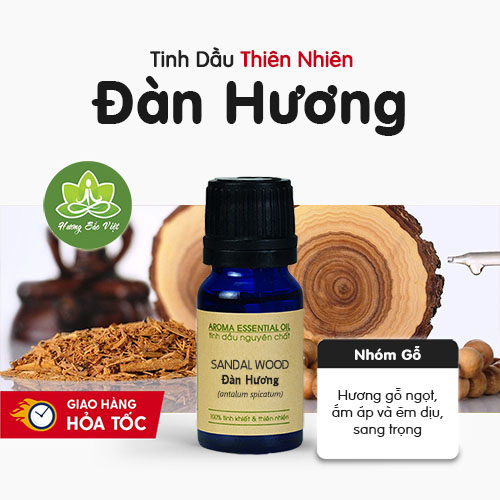 Tinh Dầu Thiên Nhiên
Đàn Hương
Hương Sắc Việt
AROMA ESSENTIAL OIL
tinh dầu nguyên chất
SANDAL WOOD
Đàn Hương
(antalum spicatum)
100% tinh khiết & thiên nhiên
Nhóm Gỗ
Hương gỗ ngọt,
ấm áp và êm dịu,
sang trọng
GIAO HÀNG
HỎA TỐC